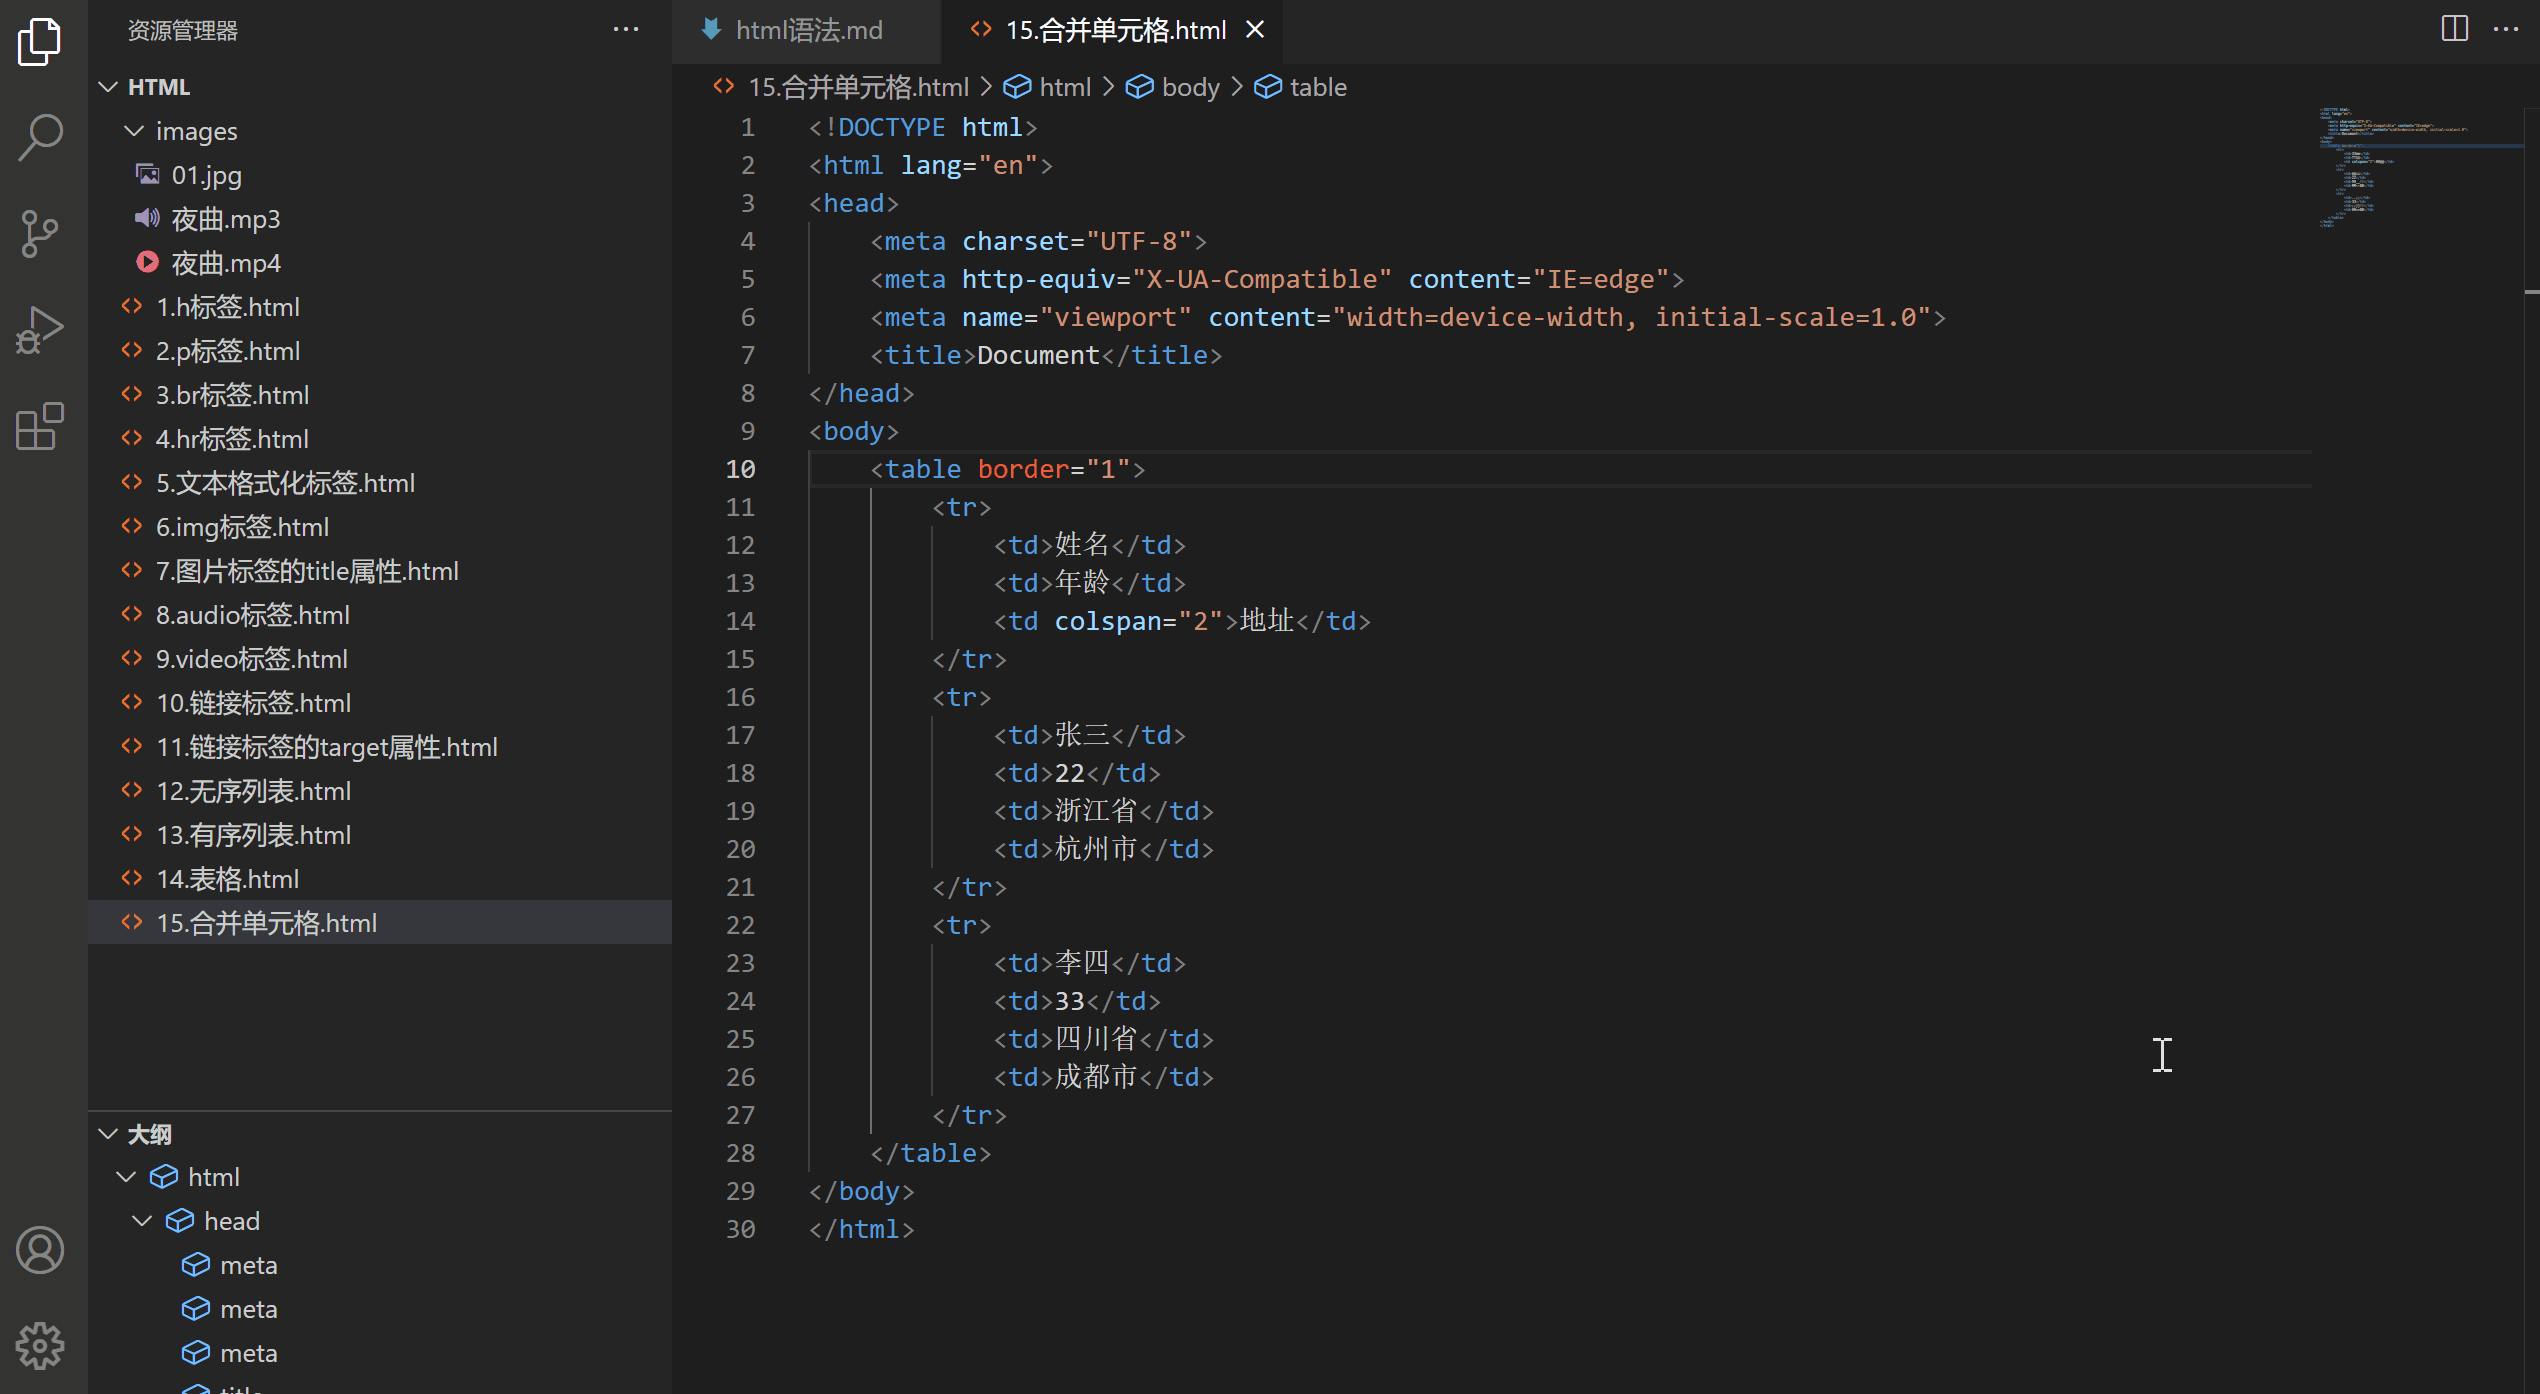 资源管理器
HTML
images
01.jpg
夜曲.mp3
夜曲.mp4
1.h标签.html
2.p标签.html
3.br标签.html
4.hr标签.html
5.文本格式化标签.html
6.img标签.html
7.图片标签的title属性.html
8.audio标签.html
9.video标签.html
10.链接标签.html
11.链接标签的target属性.html
12.无序列表.html
13.有序列表.html
14.表格.html
15.合并单元格.html
大纲
html
head
meta
meta
meta
html语法.md
15.合并单元格.html
15.合并单元格.html > html > body > table
1 <!DOCTYPE html>
2 <html lang="en">
3 <head>
4 <meta charset="UTF-8">
5 <meta http-equiv="X-UA-Compatible" content="IE=edge">
6 <meta name="viewport" content="width=device-width, initial-scale=1.0">
7 <title>Document</title>
8 </head>
9 <body>
10 <table border="1">
11 <tr>
12 <td>姓名</td>
13 <td>年龄</td>
14 <td colspan="2">地址</td>
15 </tr>
16 <tr>
17 <td>张三</td>
18 <td>22</td>
19 <td>浙江省</td>
20 <td>杭州市</td>
21 </tr>
22 <tr>
23 <td>李四</td>
24 <td>33</td>
25 <td>四川省</td>
26 <td>成都市</td>
27 </tr>
28 </table>
29 </body>
30 </html>